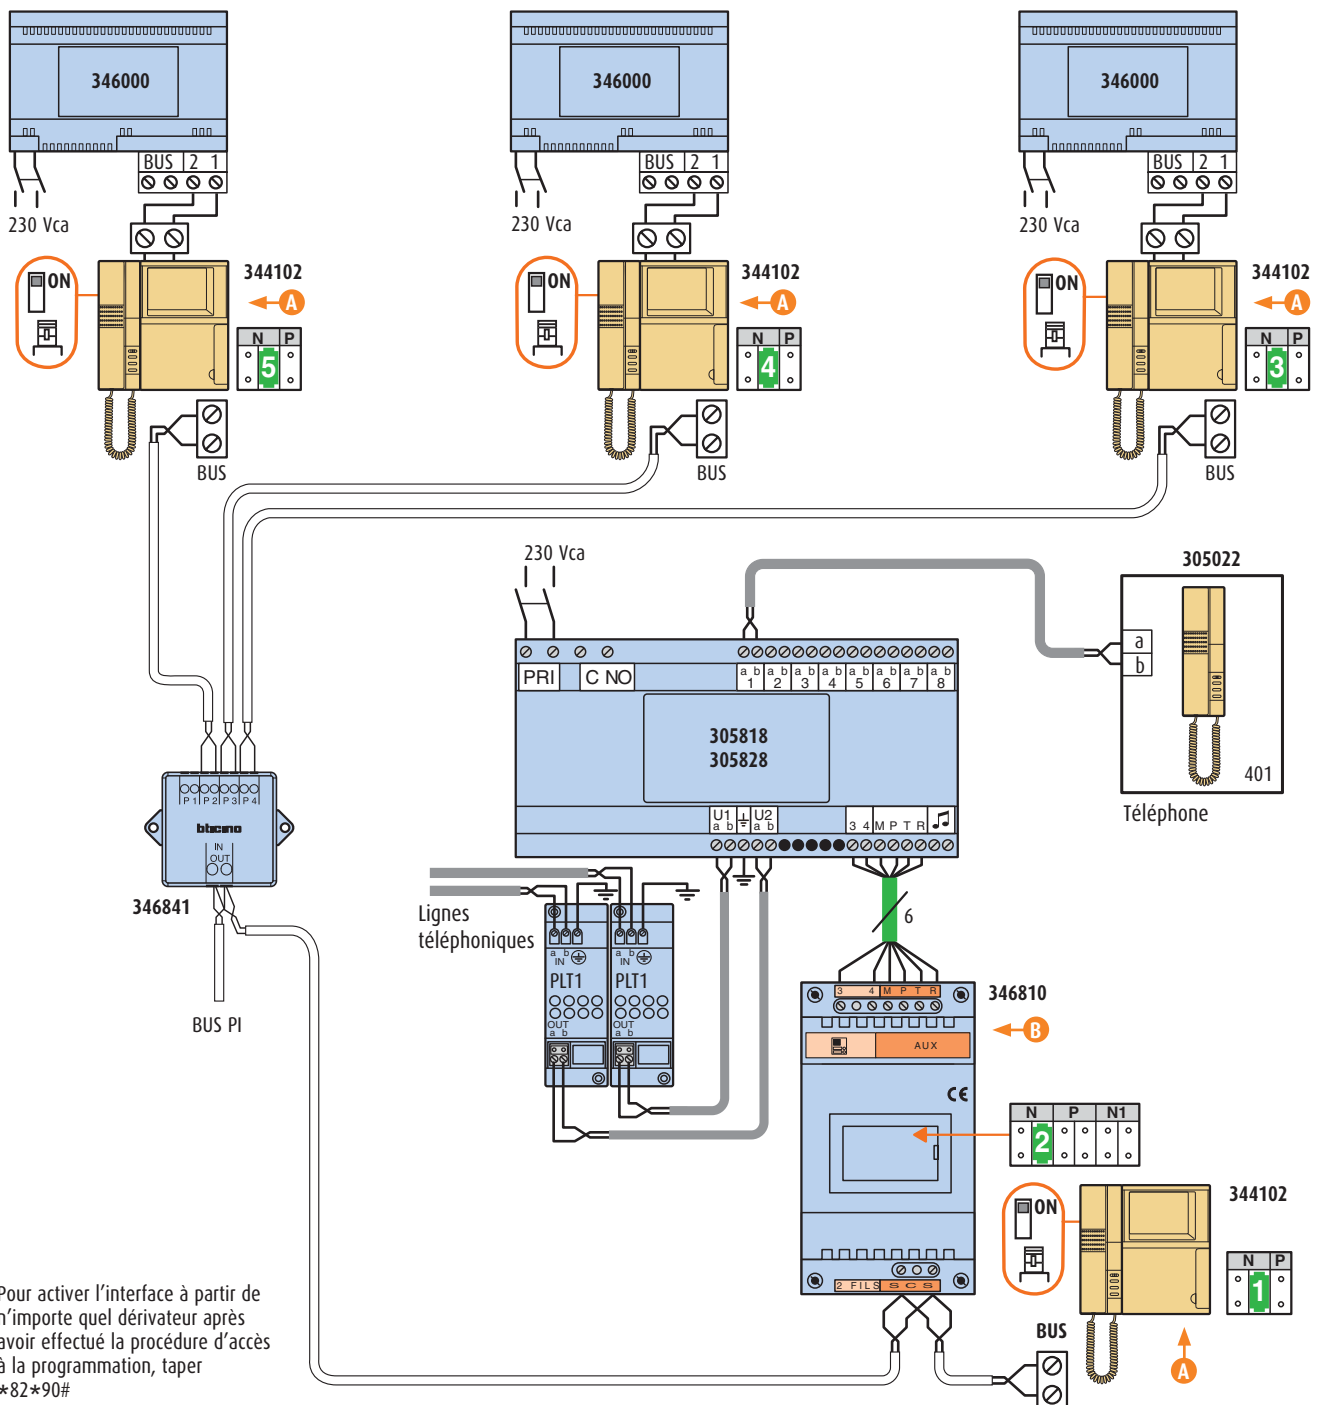 346000
346000
346000
BUS 2 1
BUS 2 1
BUS 2 1
230 Vca
230 Vca
230 Vca
ON
344102
A
N P
5
ON
344102
A
N P
4
ON
344102
A
N P
3
BUS
BUS
BUS
230 Vca
305022
a
b
401
Téléphone
PRI
C NO
a b a b a b a b a b a b a b a b
1 2 3 4 5 6 7 8
305818
305828
U1 U2
a b a b
3 4 M P T R
P1 P2 P3 P4
bticino
IN
OUT
346841
BUS PI
Lignes
téléphoniques
a b
IN
PLT1
OUT
a b
a b
IN
PLT1
OUT
a b
6
3 4 M P T R
346810
B
AUX
CE
N P N1
2
ON
344102
N P
1
A
2 FILS S C S
BUS
Pour activer l'interface à partir de
n'importe quel dérivateur après
avoir effectué la procédure d'accès
à la programmation, taper
*82*90#